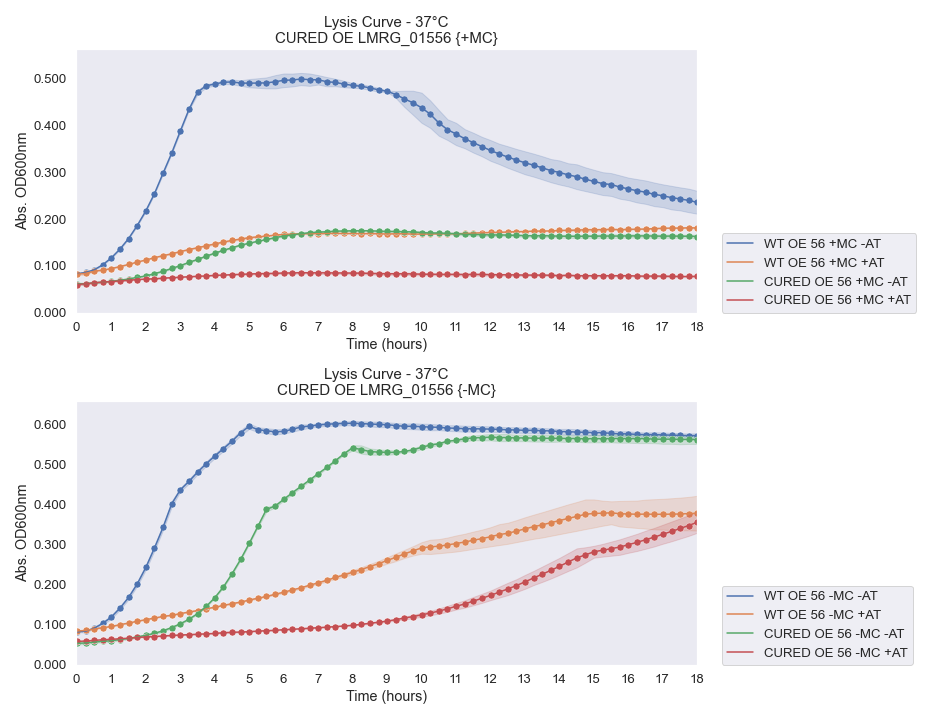 Lysis Curve - 37°C
CURED OE LMRG_01556 {+MC}
Abs. OD600nm
0.500
0.400
0.300
0.200
0.100
0.000
0 1 2 3 4 5 6 7 8 9 10 11 12 13 14 15 16 17 18
Time (hours)
WT OE 56 +MC -AT
WT OE 56 +MC +AT
CURED OE 56 +MC -AT
CURED OE 56 +MC +AT
Lysis Curve - 37°C
CURED OE LMRG_01556 {-MC}
Abs. OD600nm
0.600
0.500
0.400
0.300
0.200
0.100
0.000
0 1 2 3 4 5 6 7 8 9 10 11 12 13 14 15 16 17 18
Time (hours)
WT OE 56 -MC -AT
WT OE 56 -MC +AT
CURED OE 56 -MC -AT
CURED OE 56 -MC +AT